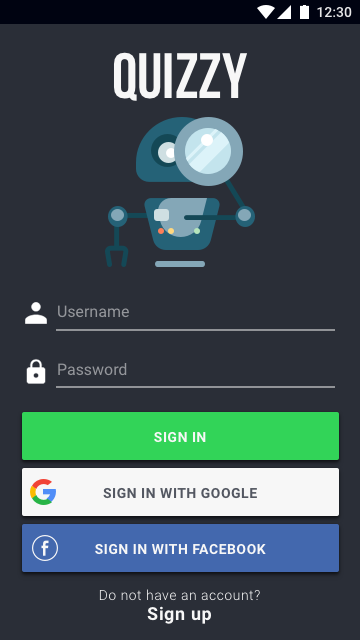 12:30
QUIZZY
Username
Password
SIGN IN
SIGN IN WITH GOOGLE
SIGN IN WITH FACEBOOK
Do not have an account?
Sign up